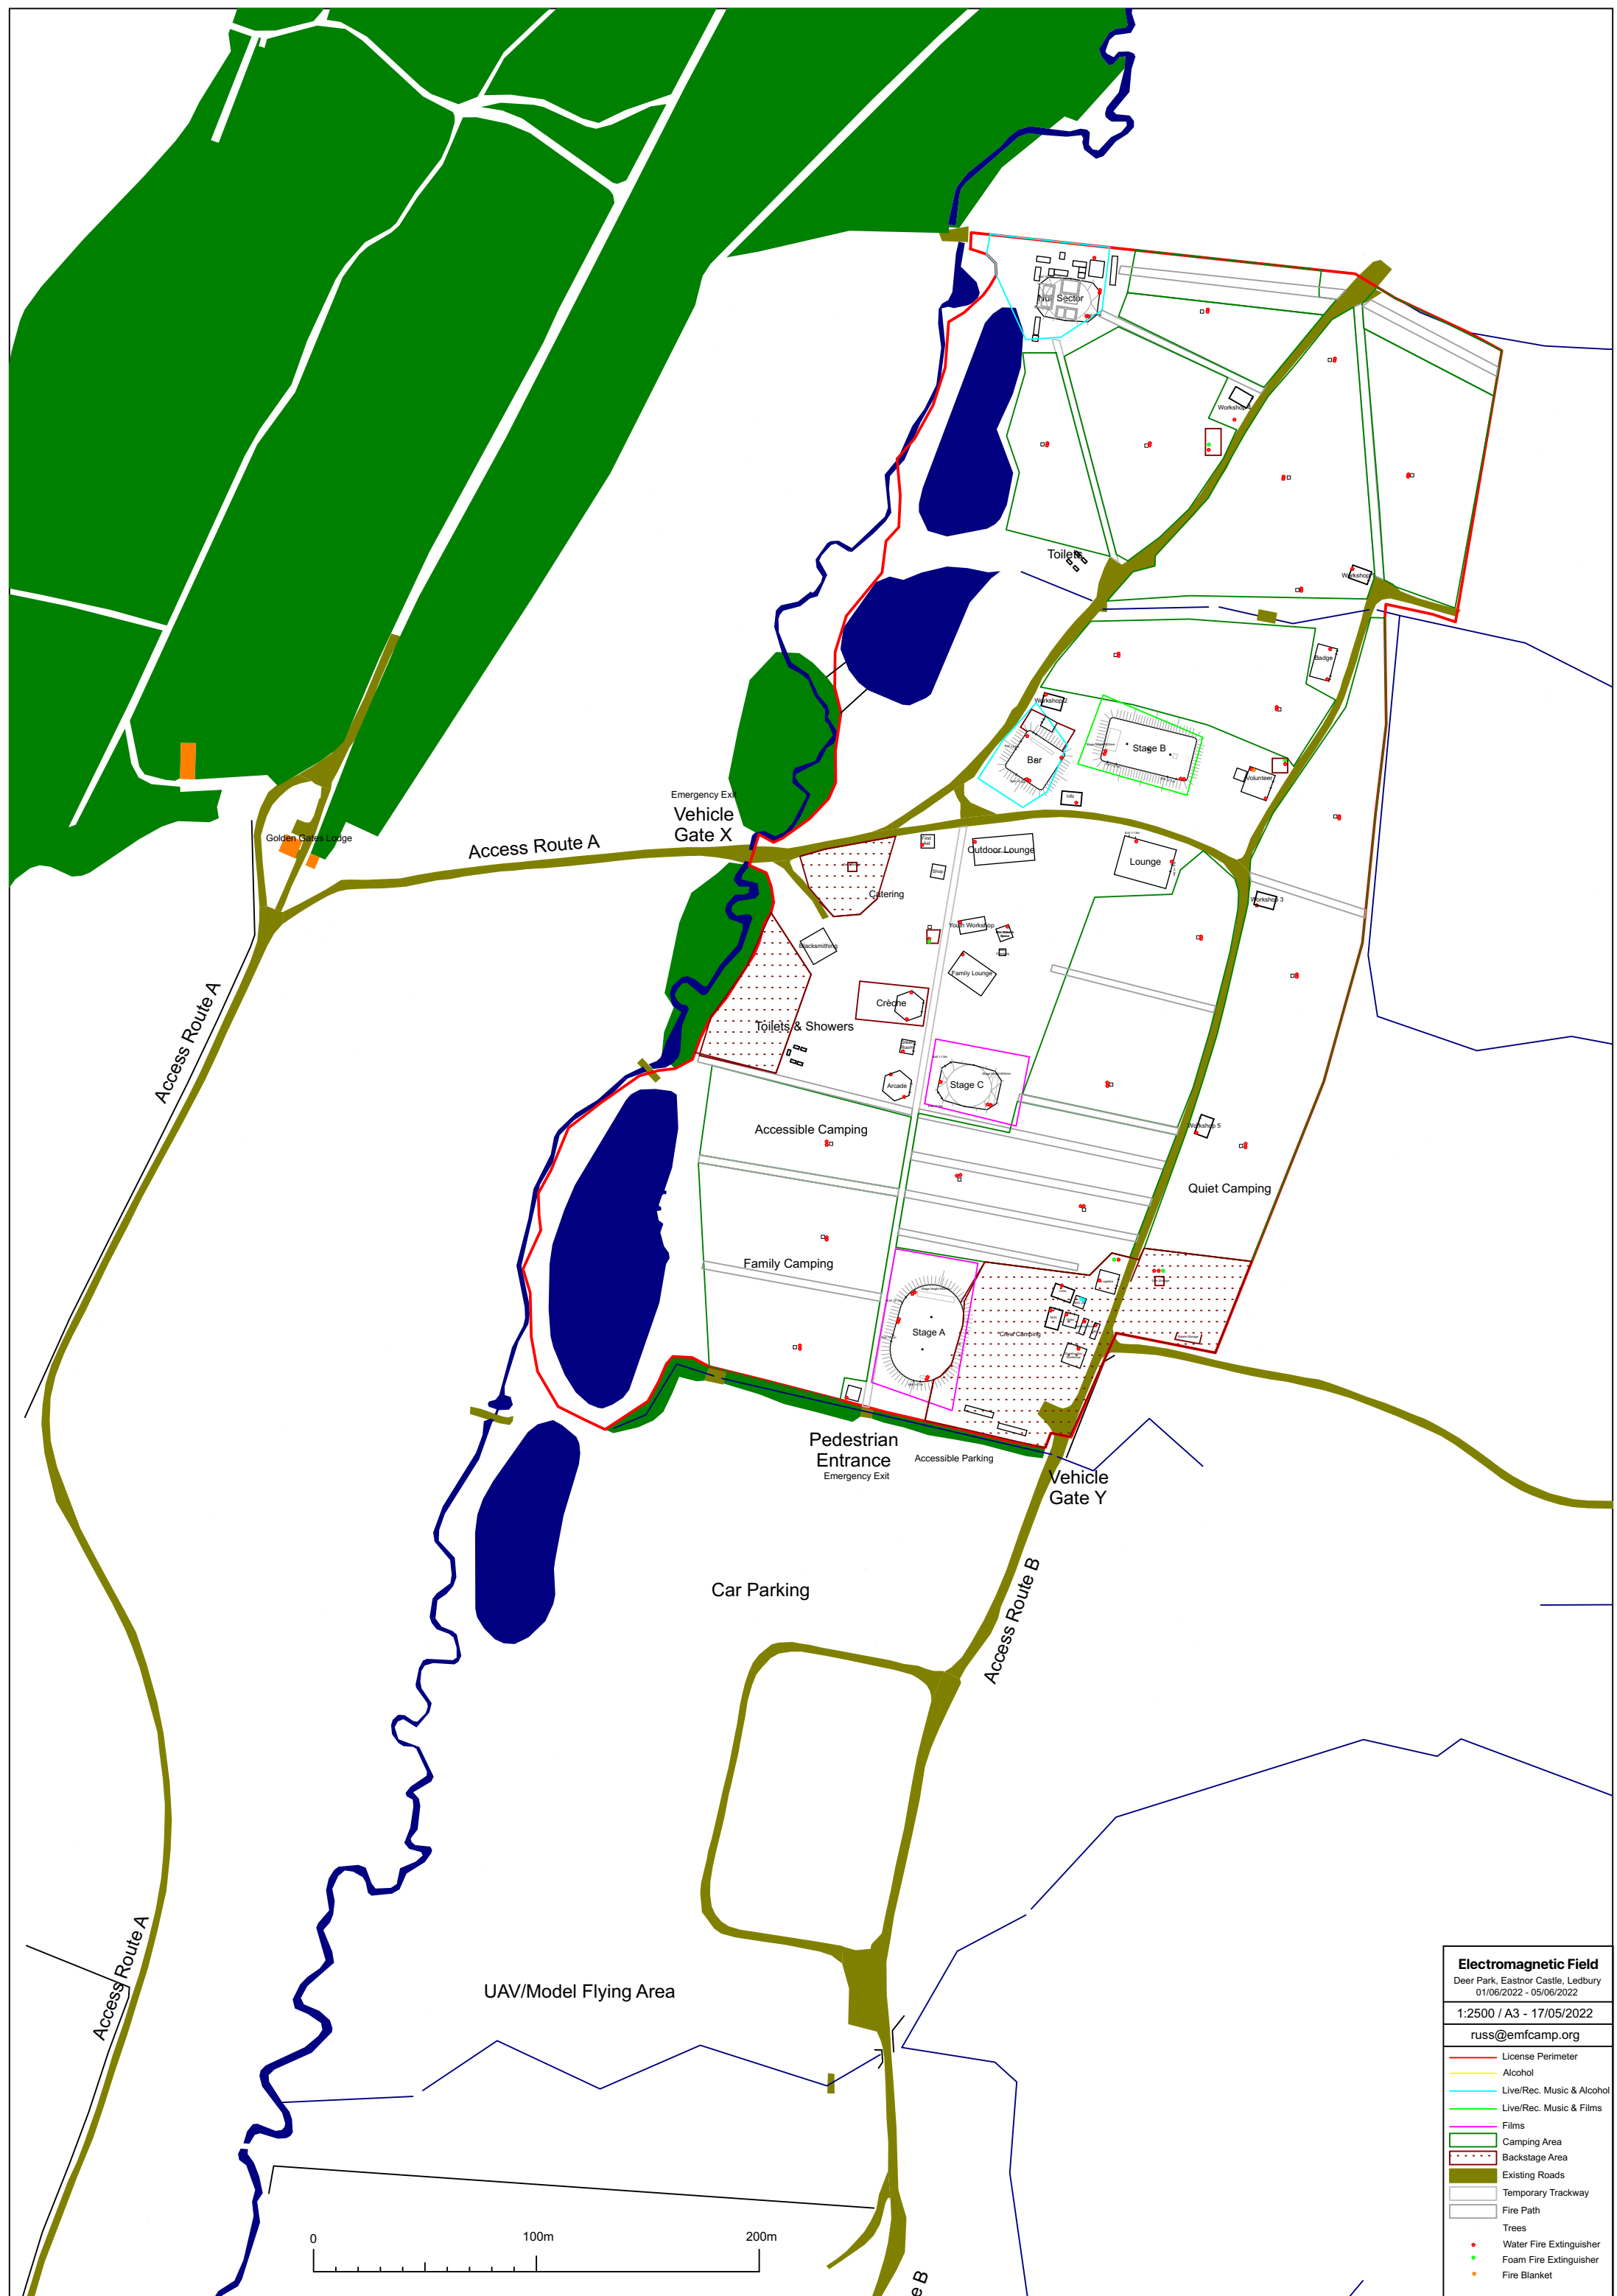 Null Sector
Workshop 4
Toilets
Workshop
Badge
Workshop 2
Stage B
Bar
Volunteer
Info
Emergency Exit
Vehicle
Gate X
Golden Gates Lodge
Access Route A
First
Aid
Outdoor Lounge
Lounge
Shop
Catering
Workshop 3
Youth Workshop
Blacksmithing
Family Lounge
Crèche
Access Route A
Toilets & Showers
Stage C
Arcade
Accessible Camping
Workshop 5
Quiet Camping
Family Camping
Stage A
Crew Camping
Pedestrian
Entrance
Emergency Exit
Accessible Parking
Vehicle
Gate Y
Car Parking
Access Route B
Access Route A
UAV/Model Flying Area
0
100m
200m
e B
Electromagnetic Field
Deer Park, Eastnor Castle, Ledbury
01/06/2022 - 05/06/2022
1:2500 / A3 - 17/05/2022
russ@emfcamp.org
License Perimeter
Alcohol
Live/Rec. Music & Alcohol
Live/Rec. Music & Films
Films
Camping Area
Backstage Area
Existing Roads
Temporary Trackway
Fire Path
Trees
Water Fire Extinguisher
Foam Fire Extinguisher
Fire Blanket